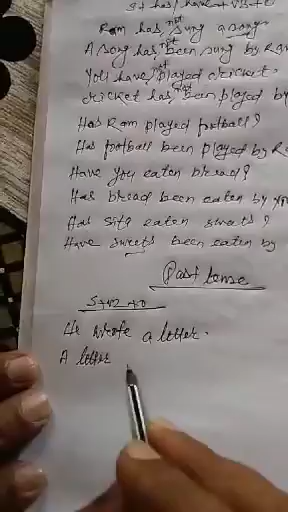 S+ has/have + V3 + O
not
Ram has sung a song
not
A song has been sung by Ram
not
You have played cricket.
not
Cricket has been played by
Has Ram played football?
Has football been played by R
Have you eaten bread?
Has bread been eaten by you
Has Sita eaten sweets?
Have sweets been eaten by
Past tense
S+V2+O
He wrote a letter.
A letter